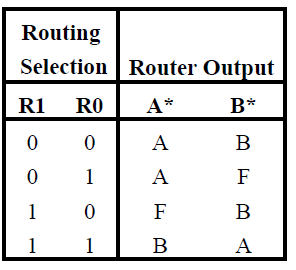 Routing
Selection Router Output
R1 R0 A* B*
0 0 A B
0 1 A F
1 0 F B
1 1 B A